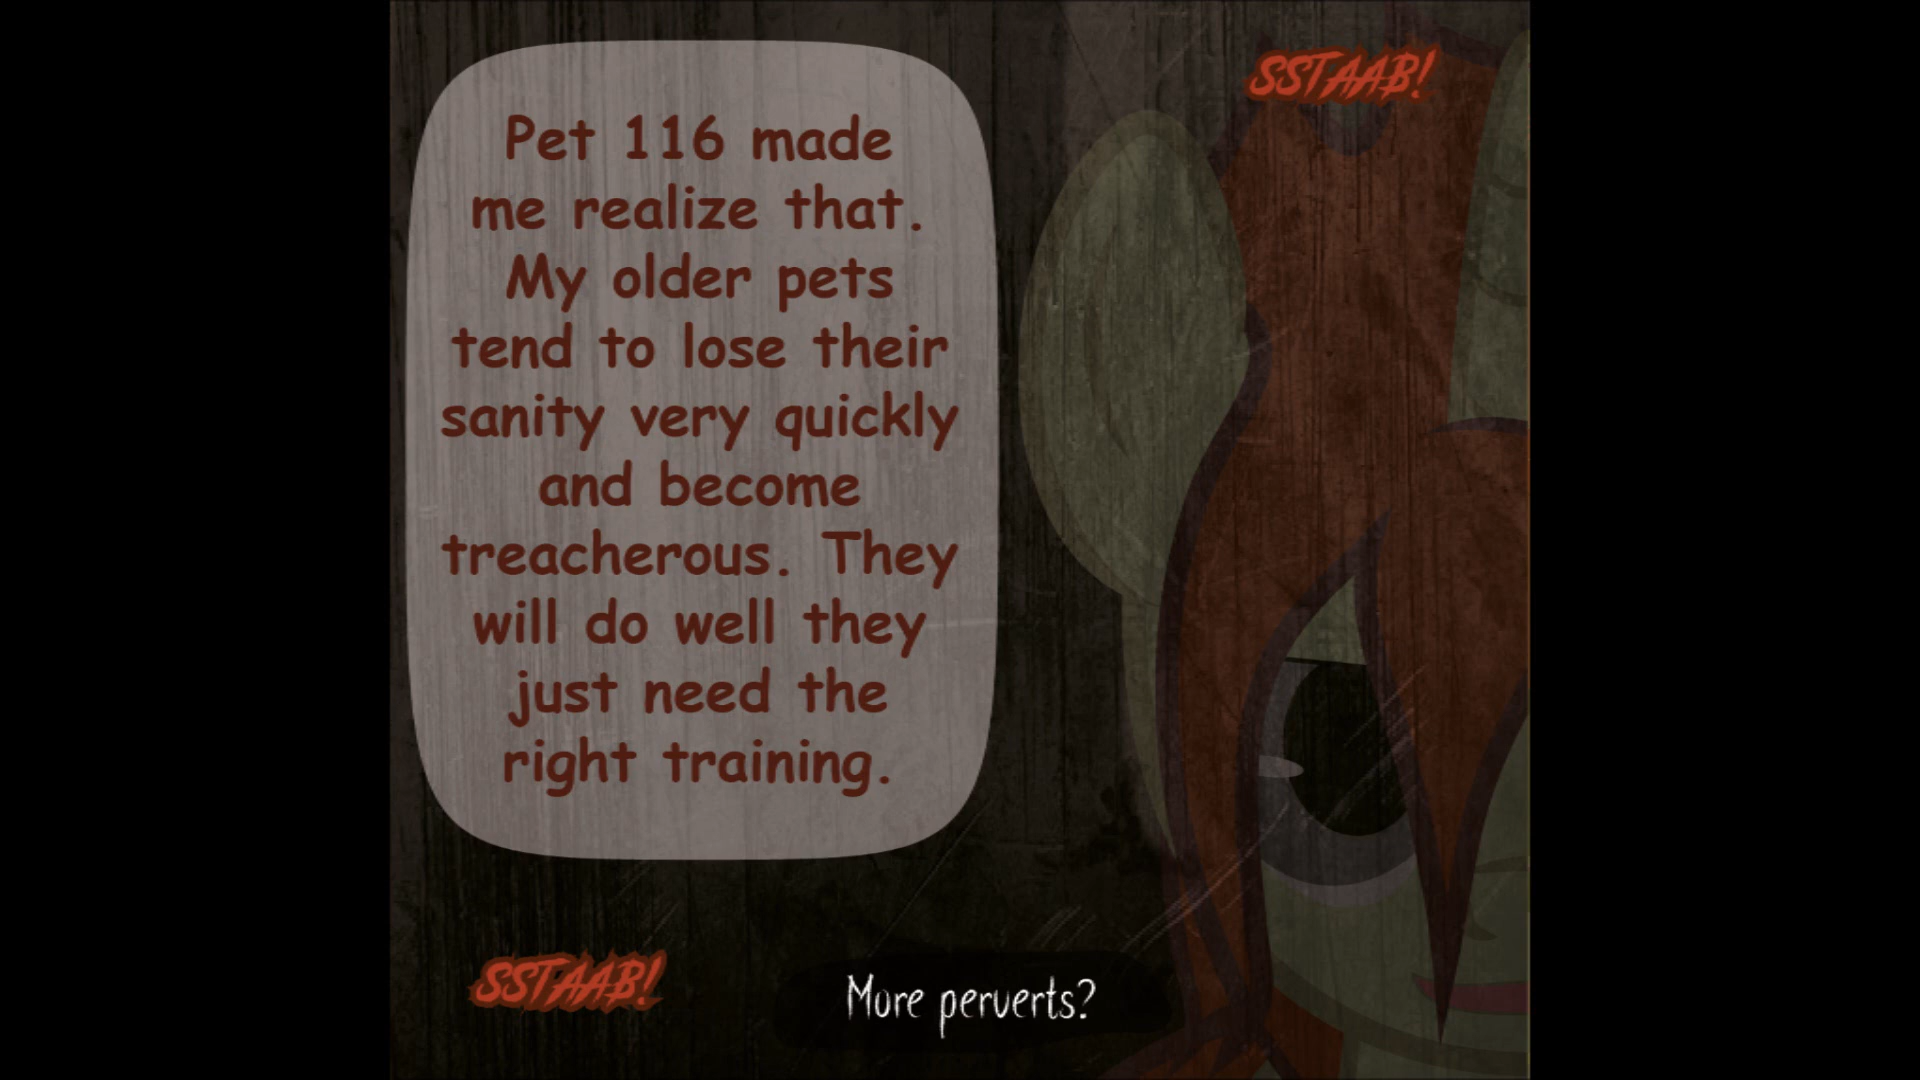 SSTAAB!
Pet 116 made
me realize that.
My older pets
tend to lose their
sanity very quickly
and become
treacherous. They
will do well they
just need the
right training.
SSTAAB!
More perverts?